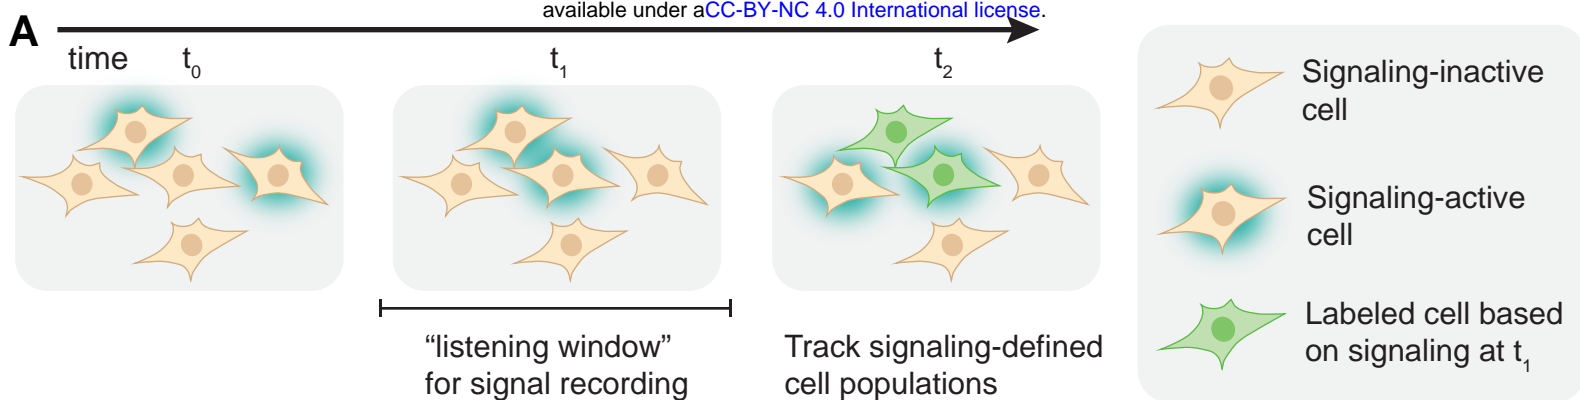 available under aCC-BY-NC 4.0 International license.
A
time t0 t1 t2
Signaling-inactive
cell
Signaling-active
cell
Labeled cell based
on signaling at t1
“listening window”
for signal recording
Track signaling-defined
cell populations